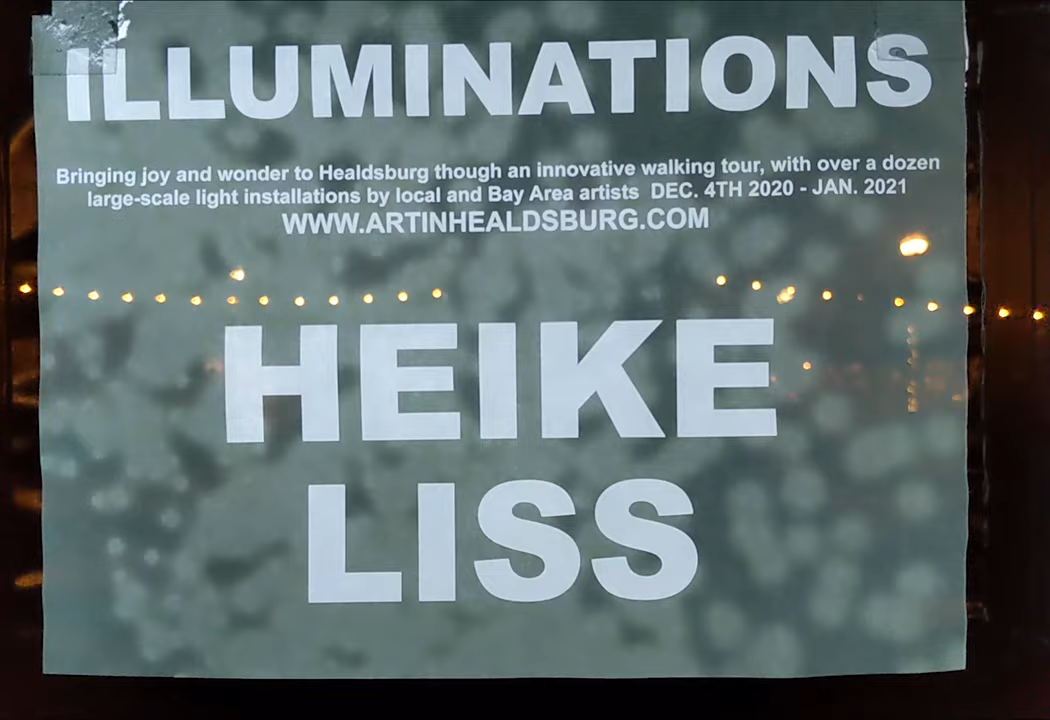 ILLUMINATIONS
Bringing joy and wonder to Healdsburg though an innovative walking tour, with over a dozen
large-scale light installations by local and Bay Area artists DEC. 4TH 2020 - JAN. 2021
WWW.ARTINHEALDSBURG.COM
HEIKE
LISS